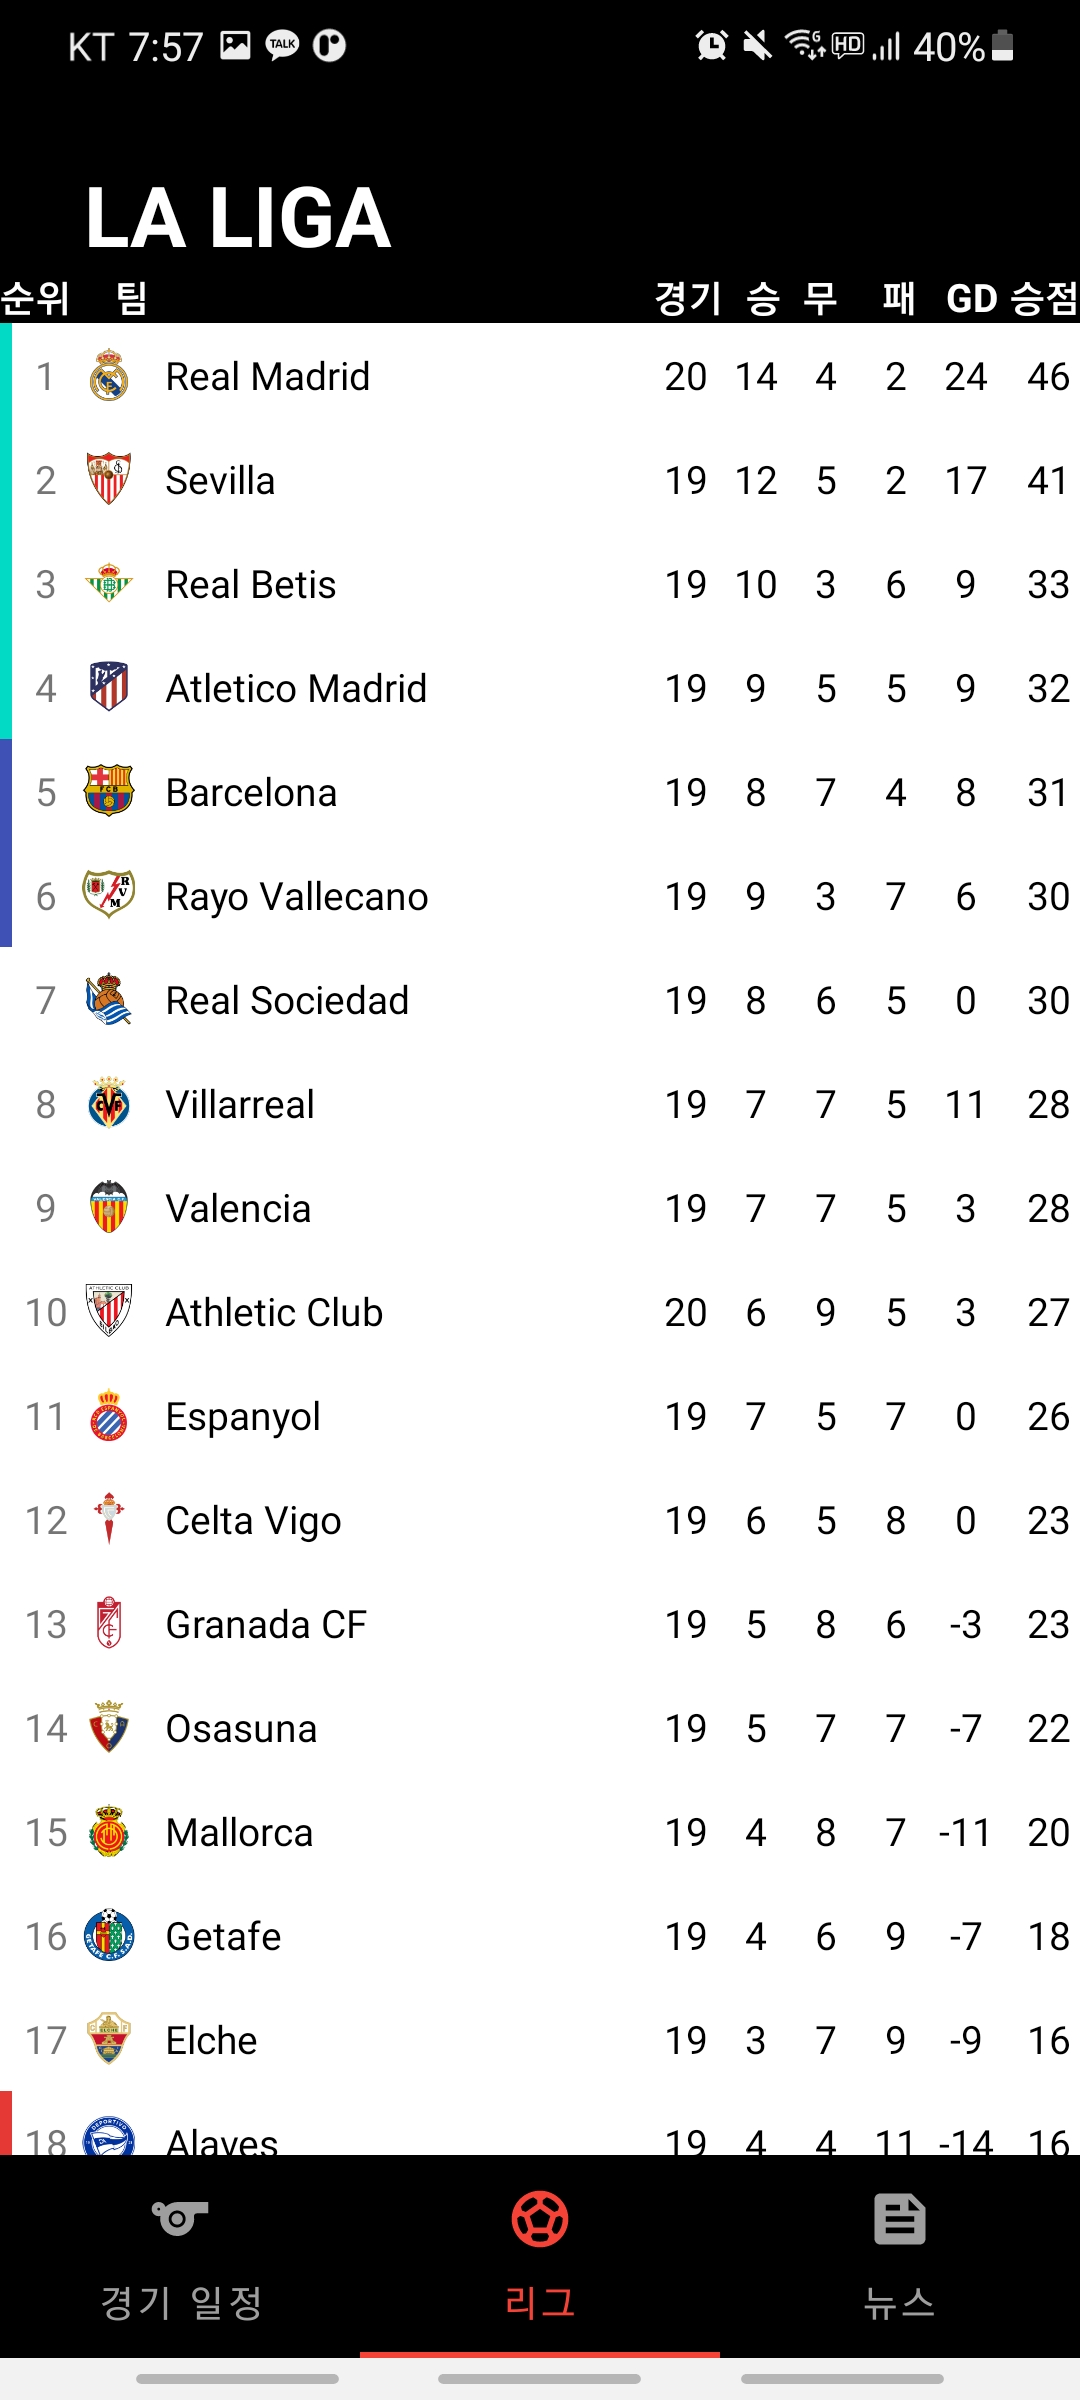 KT 7:57 TALK HD 40%
LA LIGA
순위 팀 경기 승 무 패 GD 승점
1 Real Madrid 20 14 4 2 24 46
2 Sevilla 19 12 5 2 17 41
3 Real Betis 19 10 3 6 9 33
4 Atletico Madrid 19 9 5 5 9 32
5 Barcelona 19 8 7 4 8 31
6 Rayo Vallecano 19 9 3 7 6 30
7 Real Sociedad 19 8 6 5 0 30
8 Villarreal 19 7 7 5 11 28
9 Valencia 19 7 7 5 3 28
10 Athletic Club 20 6 9 5 3 27
11 Espanyol 19 7 5 7 0 26
12 Celta Vigo 19 6 5 8 0 23
13 Granada CF 19 5 8 6 -3 23
14 Osasuna 19 5 7 7 -7 22
15 Mallorca 19 4 8 7 -11 20
16 Getafe 19 4 6 9 -7 18
17 Elche 19 3 7 9 -9 16
18 Alaves 19 4 4 11 -14 16
경기 일정 리그 뉴스